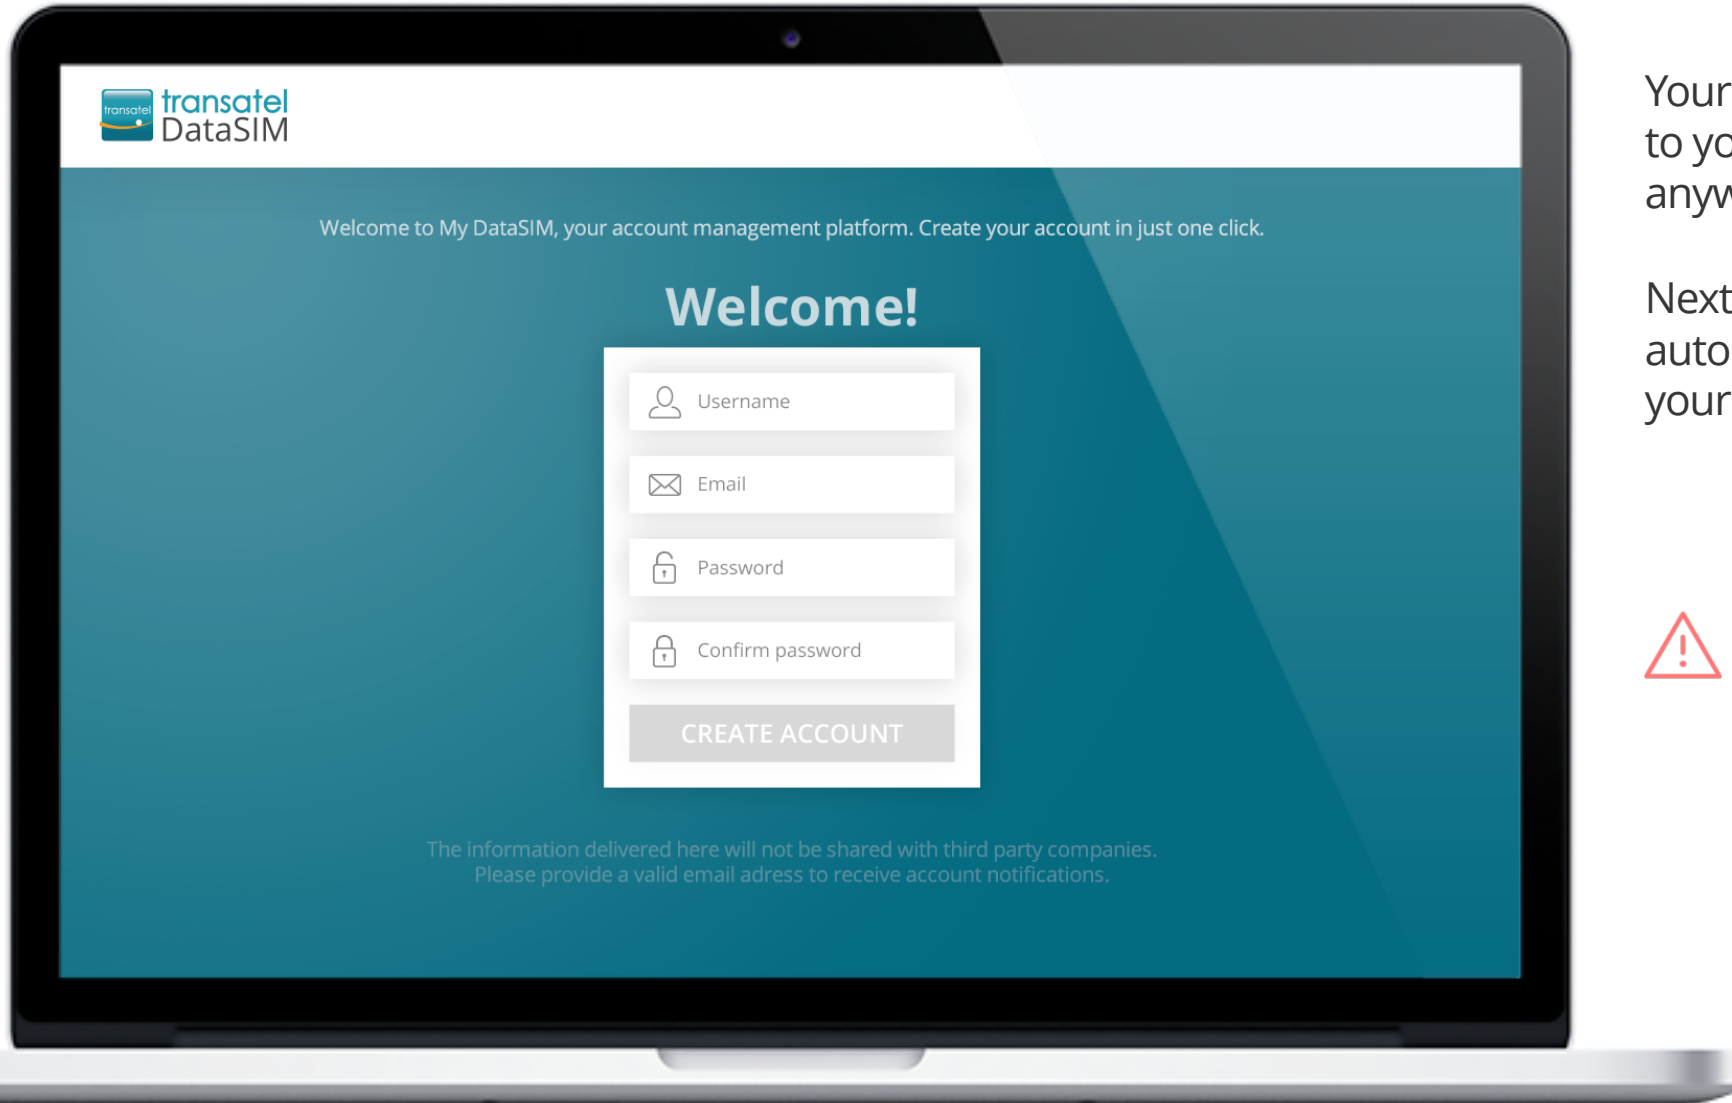 transatel
transatel
DataSIM
Welcome to My DataSIM, your account management platform. Create your account in just one click.
Welcome!
Username
Email
Password
Confirm password
CREATE ACCOUNT
The information delivered here will not be shared with third party companies.
Please provide a valid email adress to receive account notifications.
Your
to yo
anyw
Next
auto
your